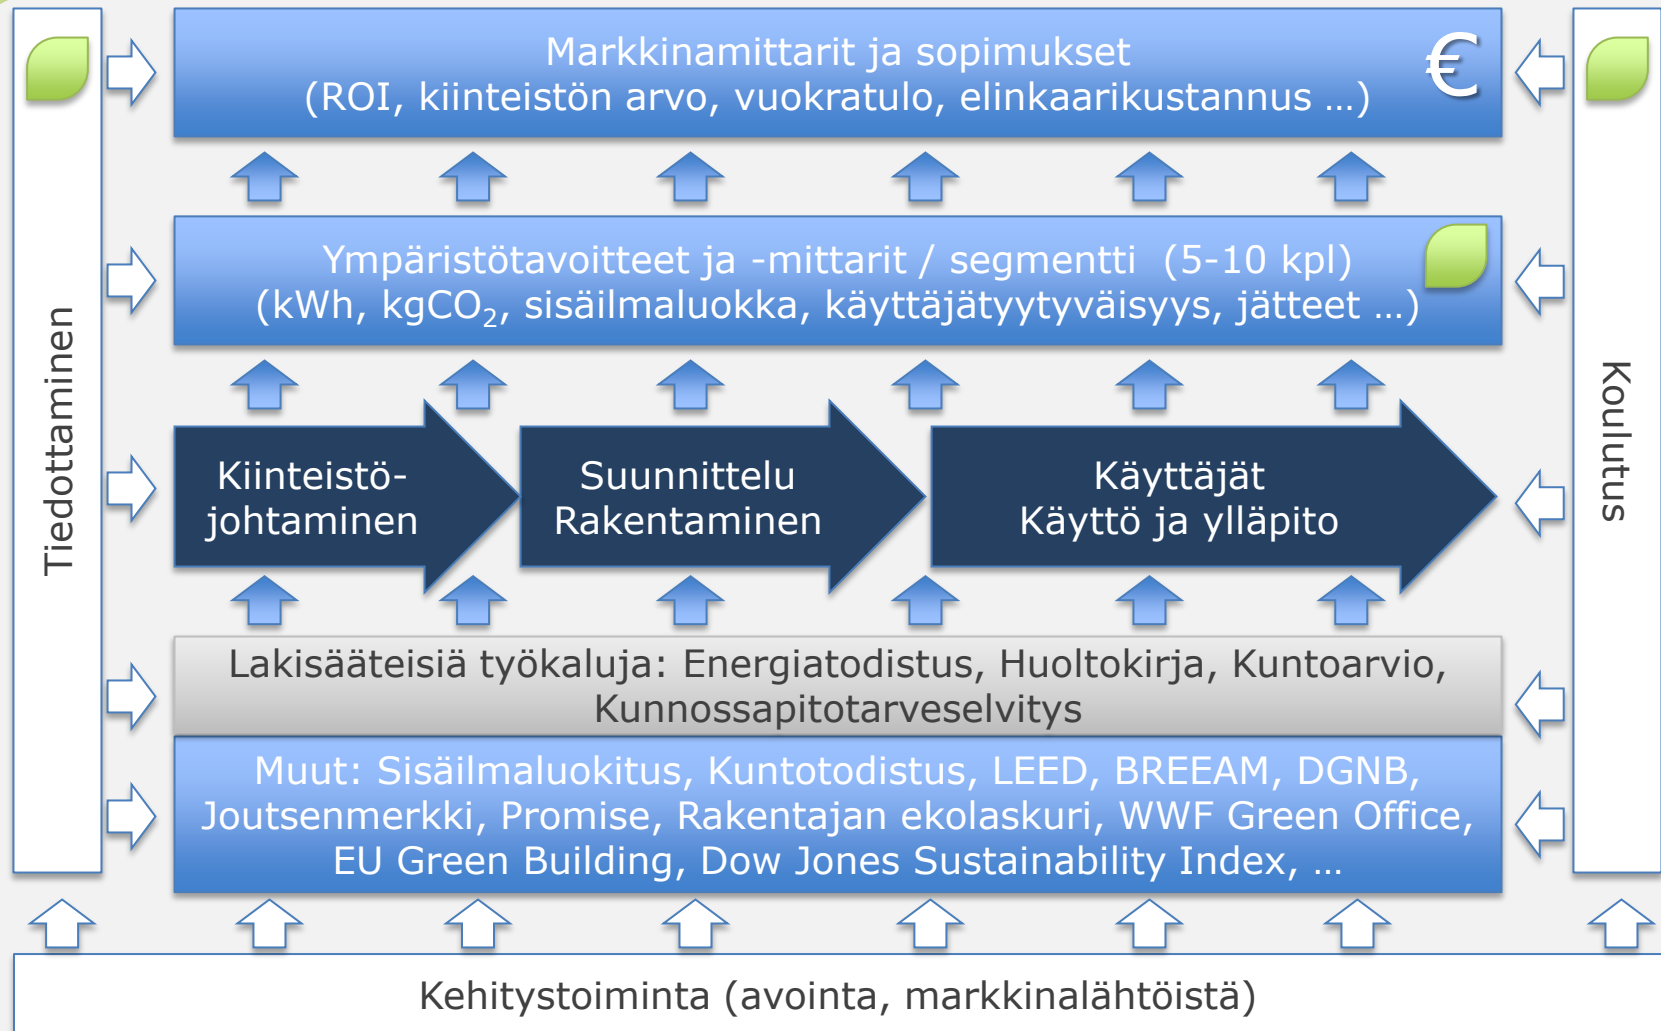 Markkinamittarit ja sopimukset
(ROI, kiinteistön arvo, vuokratulo, elinkaarikustannus …)
€
Ympäristötavoitteet ja -mittarit / segmentti (5-10 kpl)
(kWh, kgCO₂, sisäilmaluokka, käyttäjätyytyväisyys, jätteet …)
Tiedottaminen
Koulutus
Kiinteistö-
johtaminen
Suunnittelu
Rakentaminen
Käyttäjät
Käyttö ja ylläpito
Lakisääteisiä työkaluja: Energiatodistus, Huoltokirja, Kuntoarvio,
Kunnossapitotarveselvitys
Muut: Sisäilmaluokitus, Kuntotodistus, LEED, BREEAM, DGNB,
Joutsenmerkki, Promise, Rakentajan ekolaskuri, WWF Green Office,
EU Green Building, Dow Jones Sustainability Index, …
Kehitystoiminta (avointa, markkinalähtöistä)